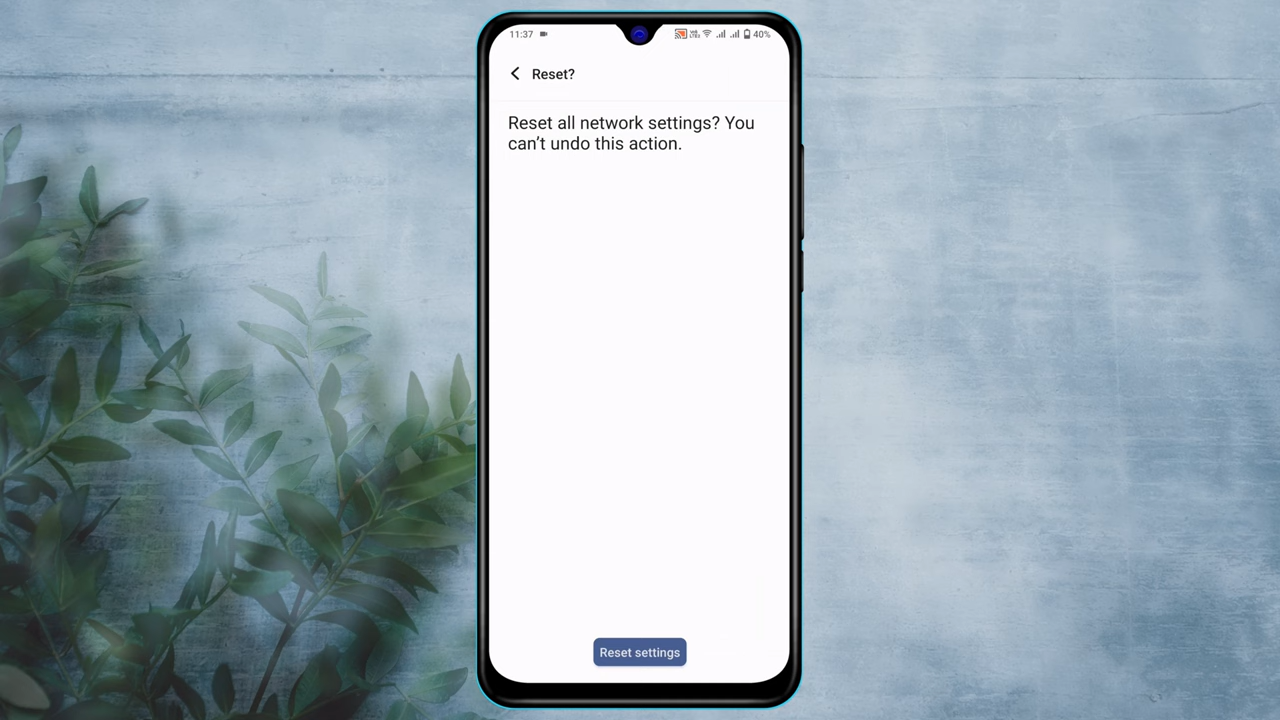 11:37
40%
Reset?
Reset all network settings? You
can’t undo this action.
Reset settings